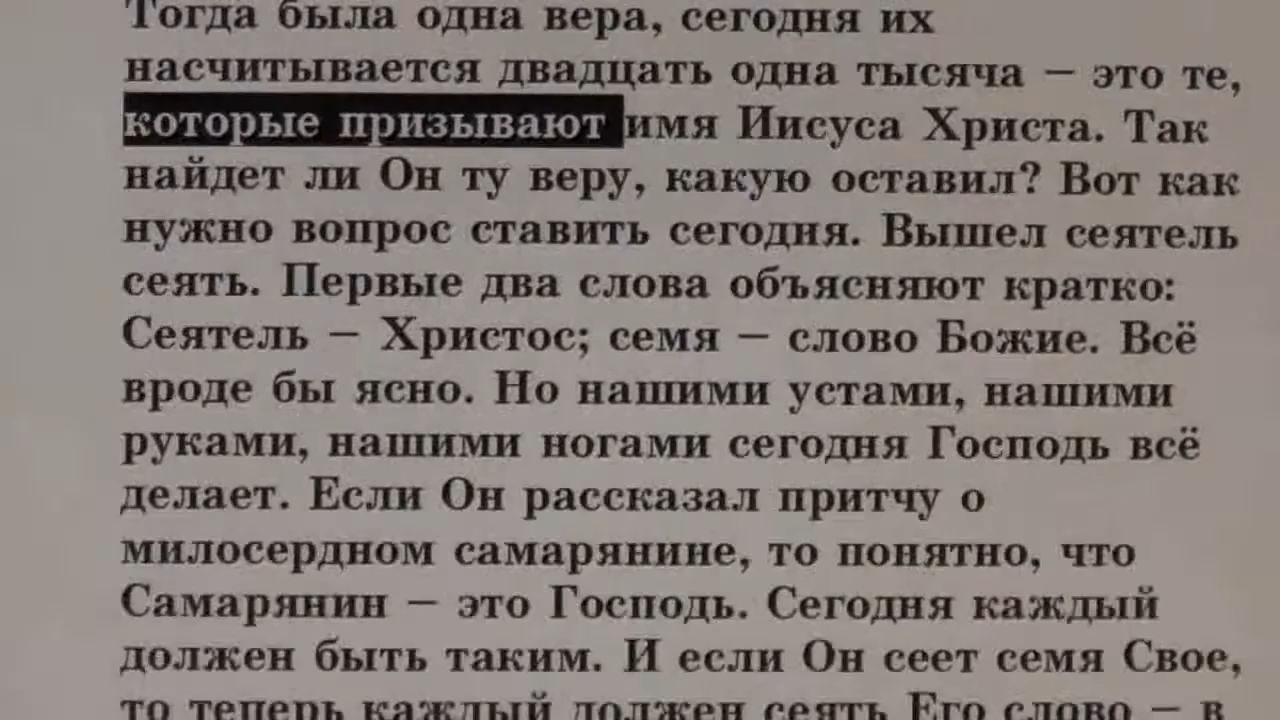 Тогда была одна вера, сегодня их
насчитывается двадцать одна тысяча – это те,
которые призывают имя Иисуса Христа. Так
найдет ли Он ту веру, какую оставил? Вот как
нужно вопрос ставить сегодня. Вышел сеятель
сеять. Первые два слова объясняют кратко:
Сеятель – Христос; семя – слово Божие. Всё
вроде бы ясно. Но нашими устами, нашими
руками, нашими ногами сегодня Господь всё
делает. Если Он рассказал притчу о
милосердном самарянине, то понятно, что
Самарянин – это Господь. Сегодня каждый
должен быть таким. И если Он сеет семя Свое,
то теперь каждый должен сеять Его слово – в